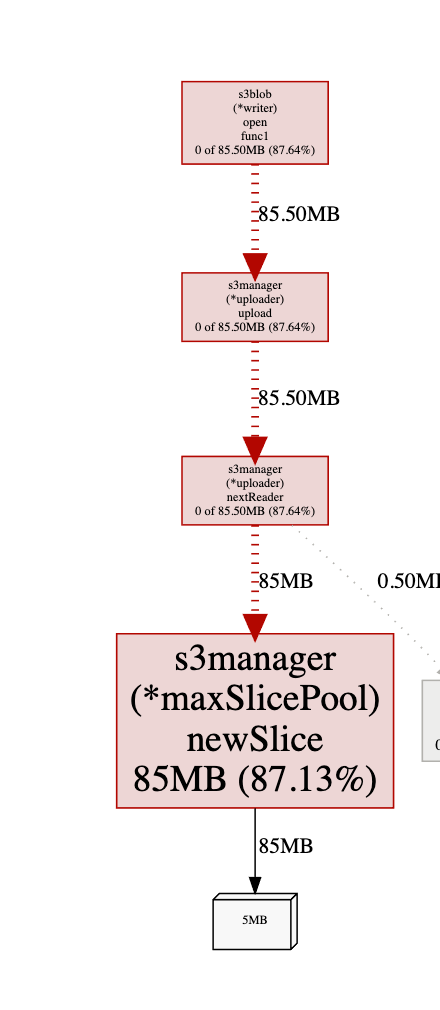 s3blob
(*writer)
open
func1
0 of 85.50MB (87.64%)
85.50MB
s3manager
(*uploader)
upload
0 of 85.50MB (87.64%)
85.50MB
s3manager
(*uploader)
nextReader
0 of 85.50MB (87.64%)
85MB
0.50M
s3manager
(*maxSlicePool)
newSlice
85MB (87.13%)
0
85MB
5MB